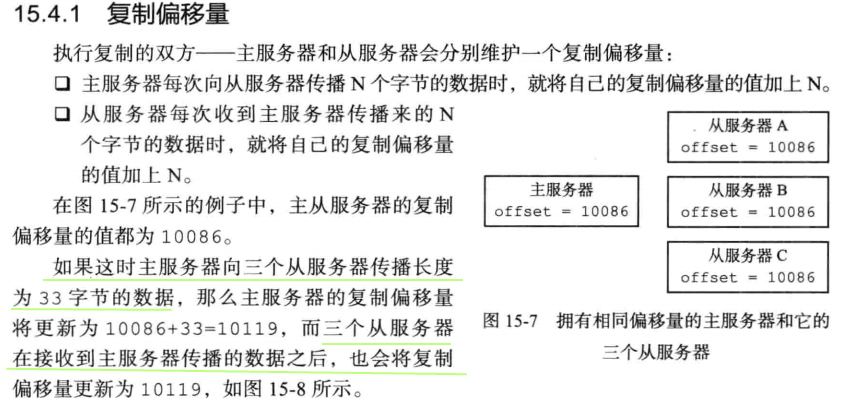 15.4.1 复制偏移量
执行复制的双方——主服务器和从服务器会分别维护一个复制偏移量：
❑ 主服务器每次向从服务器传播 N 个字节的数据时，就将自己的复制偏移量的值加上 N。
❑ 从服务器每次收到主服务器传播来的 N
个字节的数据时，就将自己的复制偏移量
的值加上 N。
在图 15-7 所示的例子中，主从服务器的复制
偏移量的值都为 10086。
如果这时主服务器向三个从服务器传播长度
为 33 字节的数据，那么主服务器的复制偏移量
将更新为 10086+33=10119，而三个从服务器
在接收到主服务器传播的数据之后，也会将复制
偏移量更新为 10119，如图 15-8 所示。
主服务器
offset = 10086
从服务器 A
offset = 10086
从服务器 B
offset = 10086
从服务器 C
offset = 10086
图 15-7 拥有相同偏移量的主服务器和它的
三个从服务器